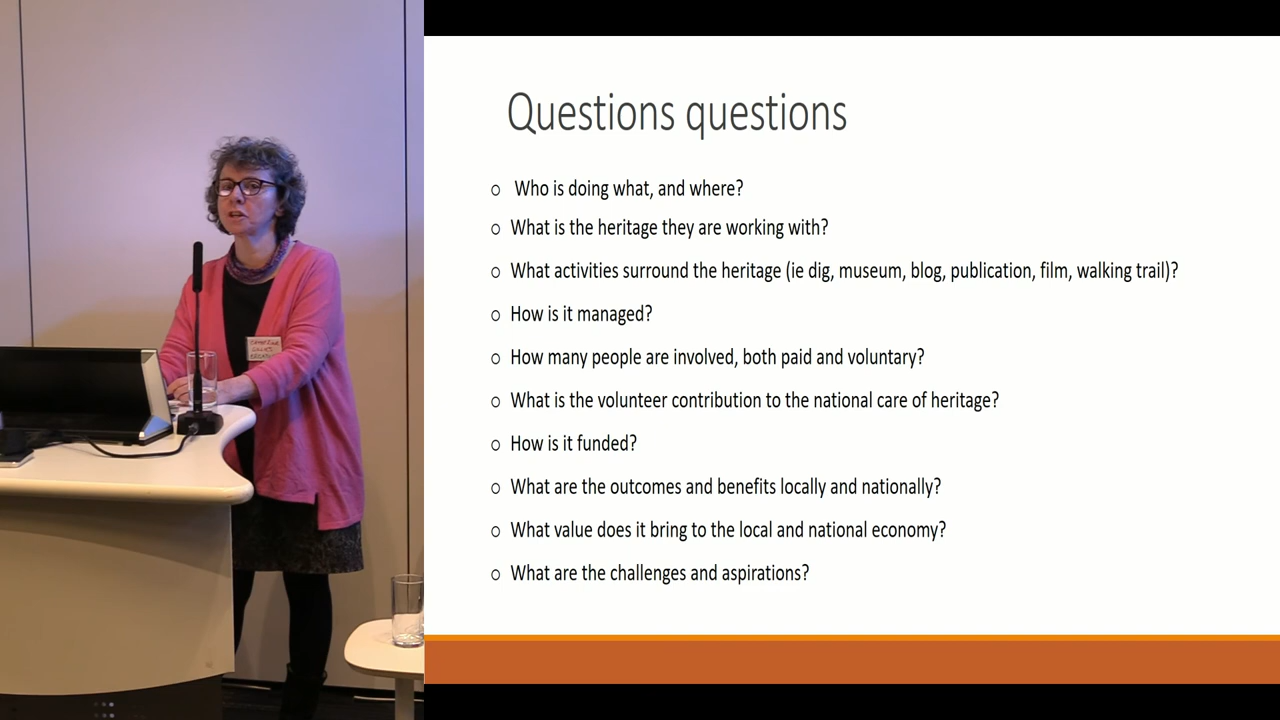 Questions questions
○ Who is doing what, and where?
○ What is the heritage they are working with?
○ What activities surround the heritage (ie dig, museum, blog, publication, film, walking trail)?
○ How is it managed?
○ How many people are involved, both paid and voluntary?
○ What is the volunteer contribution to the national care of heritage?
○ How is it funded?
○ What are the outcomes and benefits locally and nationally?
○ What value does it bring to the local and national economy?
○ What are the challenges and aspirations?